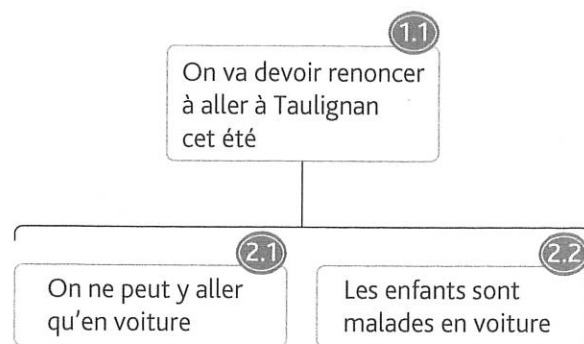 1.1
On va devoir renoncer
à aller à Taulignan
cet été
2.1
On ne peut y aller
qu'en voiture
2.2
Les enfants sont
malades en voiture